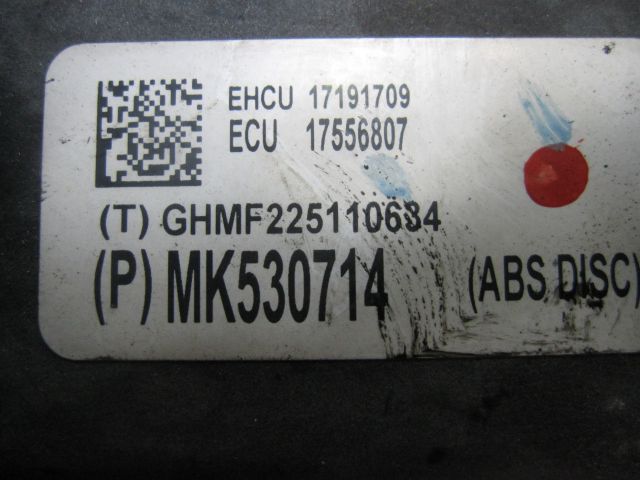 EHCU 17191709
ECU 17556807
(T) GHMF225110634
(P) MK530714 (ABS DISC)